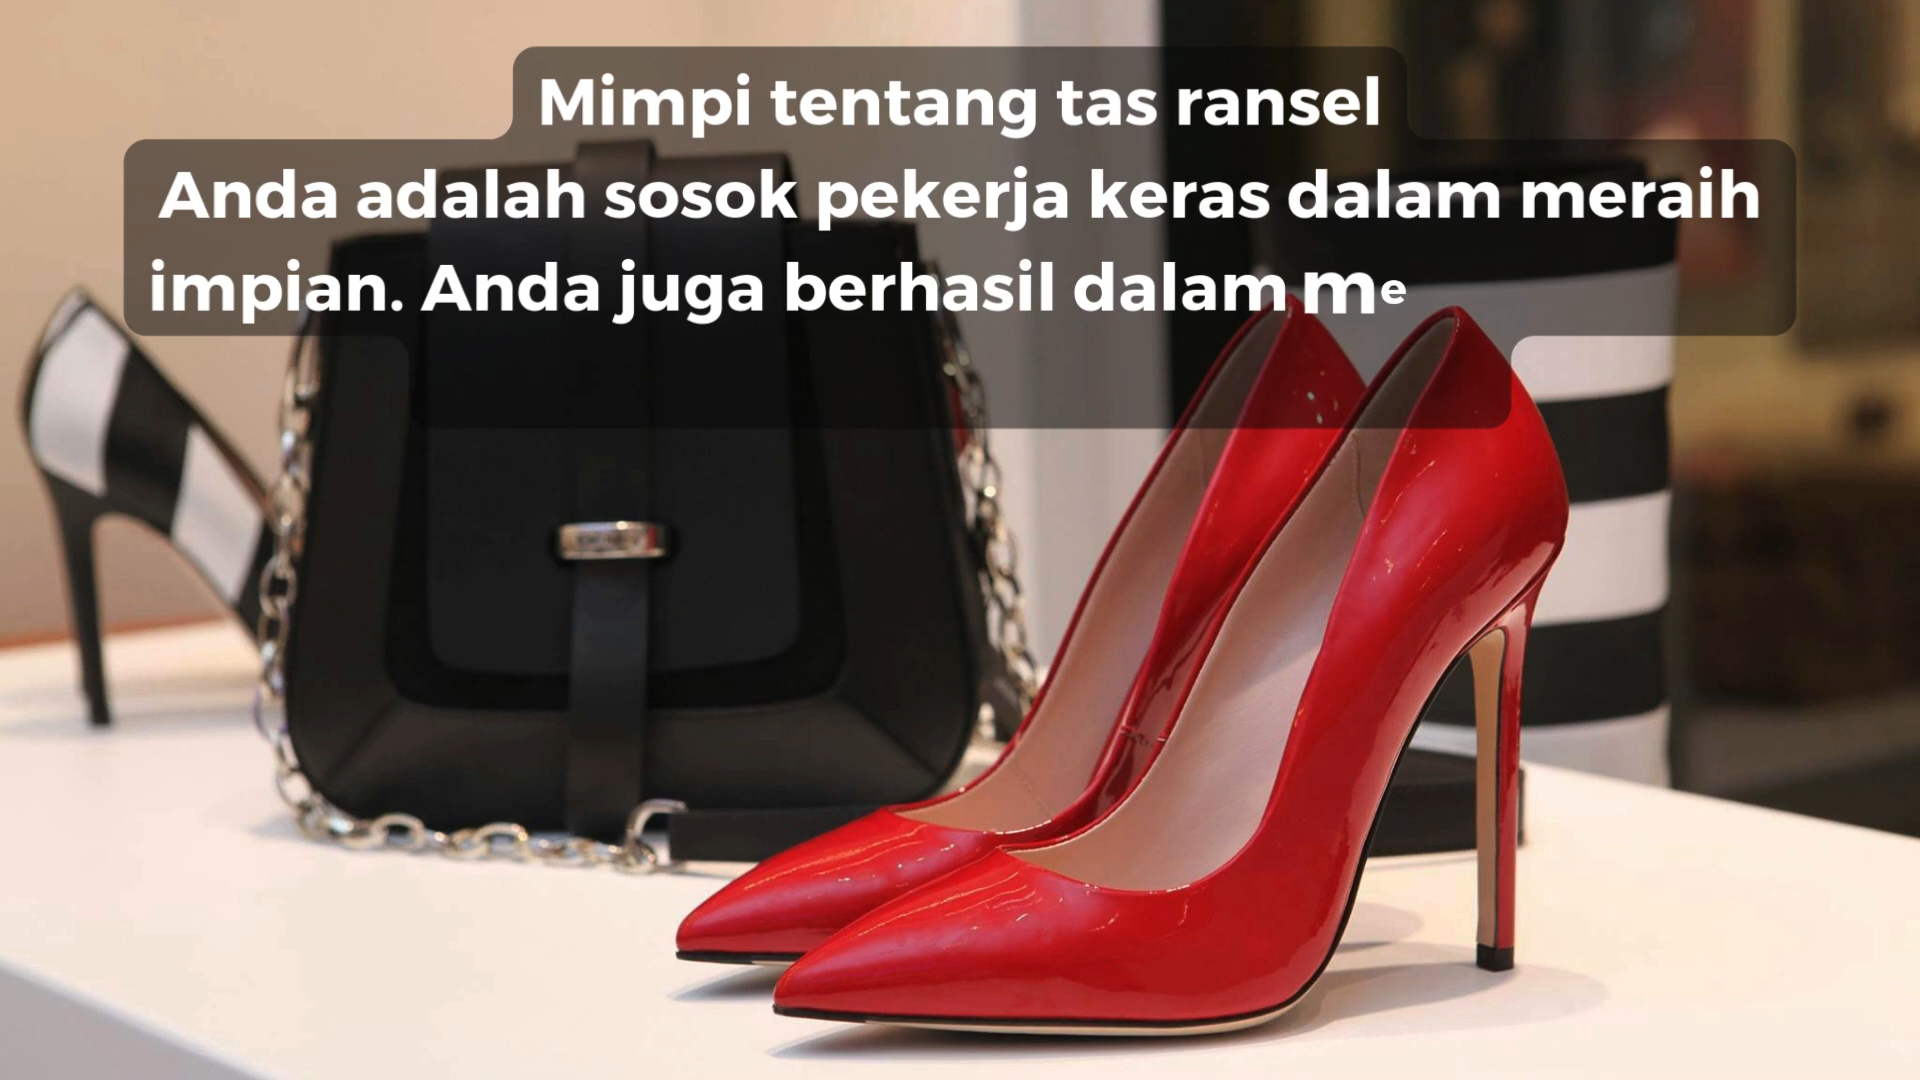 Mimpi tentang tas ransel
Anda adalah sosok pekerja keras dalam meraih
impian. Anda juga berhasil dalam me